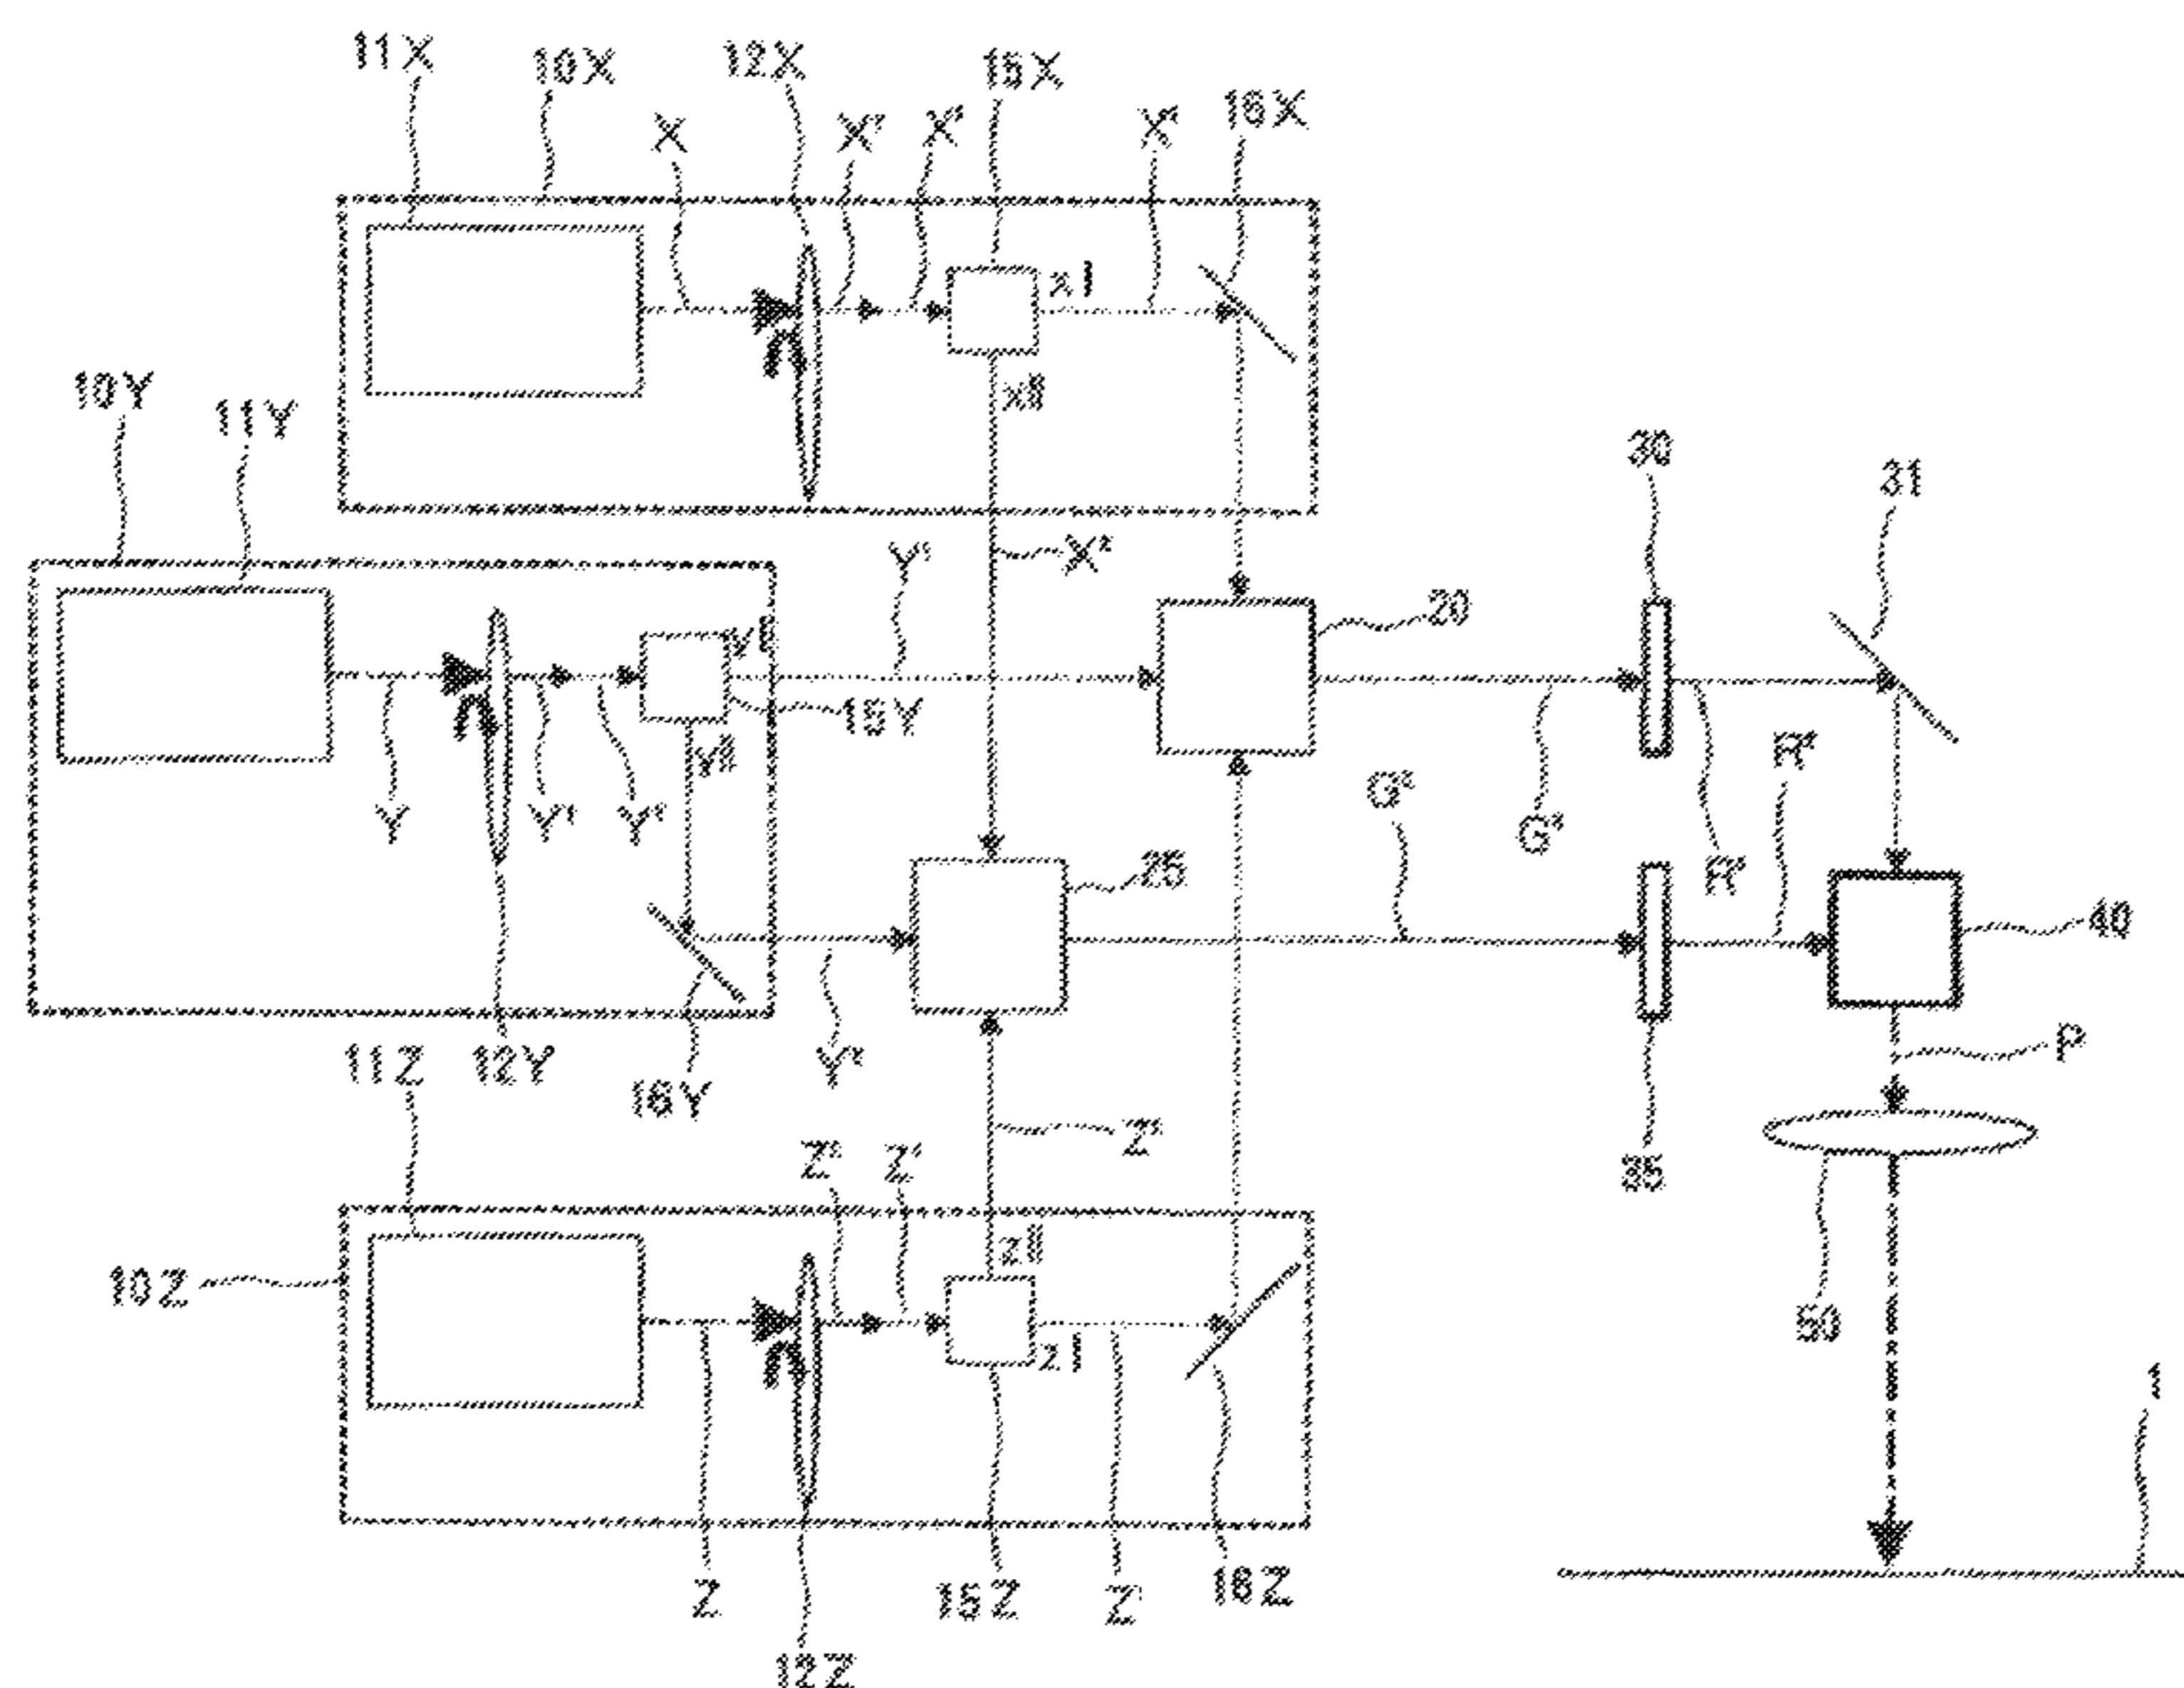 11X
10X
12X
15X
16X
X
X'
X"
X'
n
xI
xII
10Y
11Y
30
31
X"
Y'
20
yI
n
15Y
yII
Y
Y'
Y"
G"
G'
R'
R"
25
40
11Z
12Y
16Y
Y"
P
Z'
Z"
Z"
35
10Z
zII
n
zI
50
1
Z
15Z
Z'
16Z
12Z